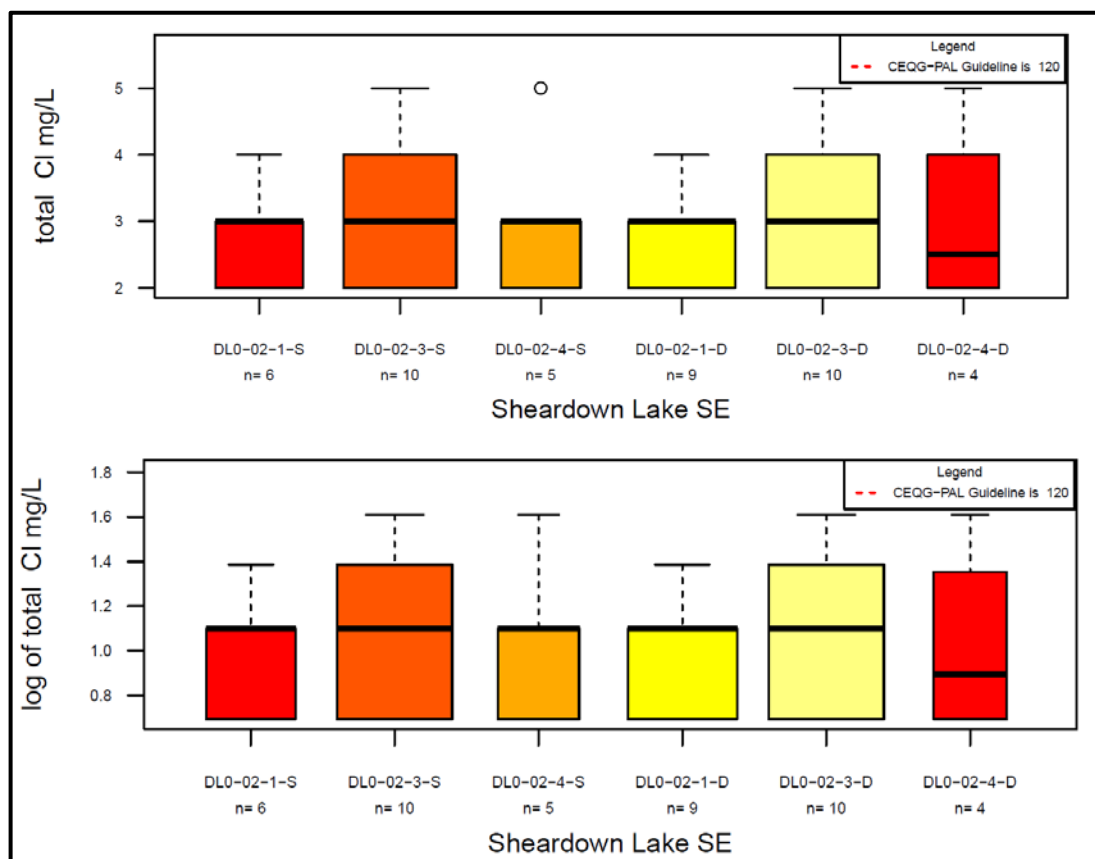 Legend
CEQG-PAL Guideline is 120
total Cl mg/L
5
4
3
2
DL0-02-1-S DL0-02-3-S DL0-02-4-S DL0-02-1-D DL0-02-3-D DL0-02-4-D
n= 6 n= 10 n= 5 n= 9 n= 10 n= 4
Sheardown Lake SE
Legend
CEQG-PAL Guideline is 120
log of total Cl mg/L
1.8
1.6
1.4
1.2
1.0
0.8
DL0-02-1-S DL0-02-3-S DL0-02-4-S DL0-02-1-D DL0-02-3-D DL0-02-4-D
n= 6 n= 10 n= 5 n= 9 n= 10 n= 4
Sheardown Lake SE